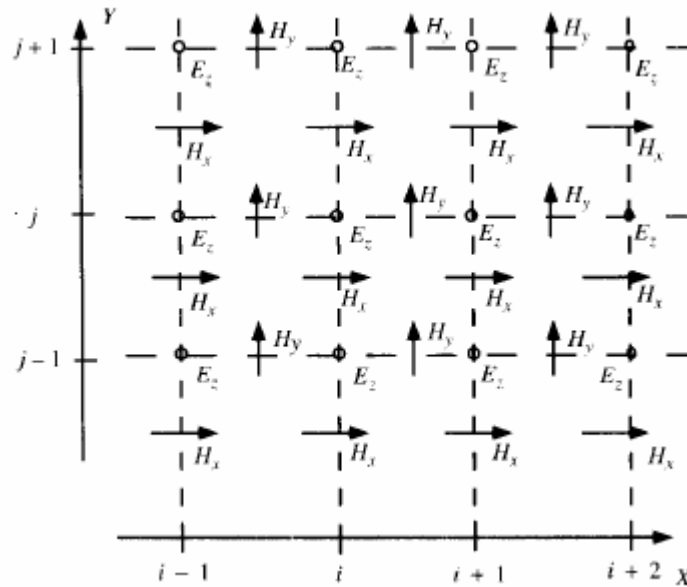 Y
H_y H_y H_y
j + 1
E_z E_z E_z E_z
H_x H_x H_x H_x
j H_y H_y H_y
E_z E_z E_z E_z
H_x H_x H_x H_x
j − 1 H_y H_y H_y
E_z E_z E_z E_z
H_x H_x H_x H_x
i − 1 i i + 1 i + 2 X